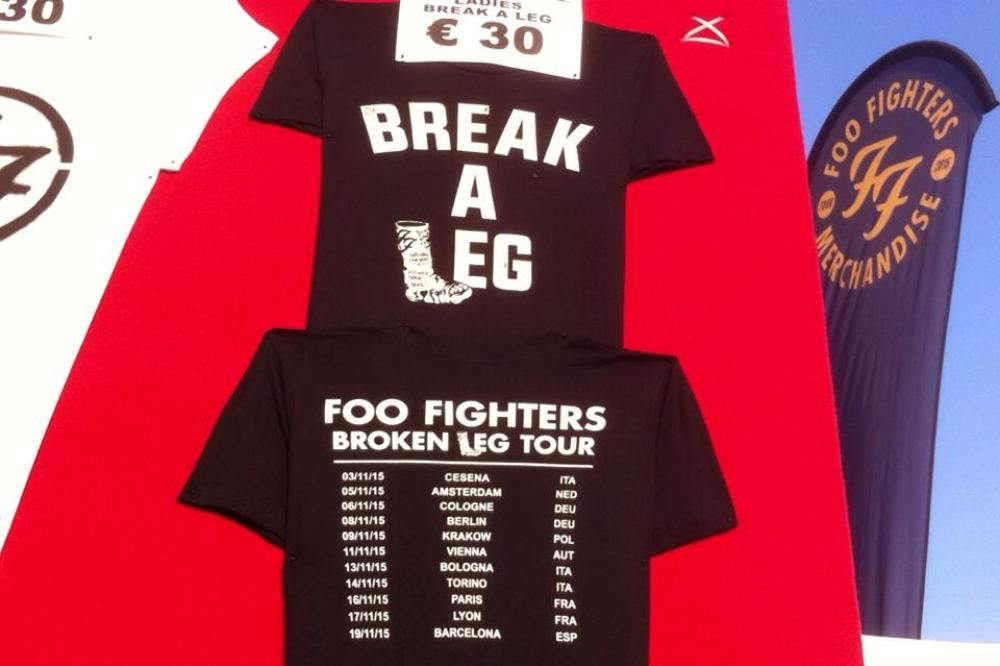 30
LADIES
BREAK A LEG
€ 30
BREAK
A
LEG
FOO FIGHTERS
MERCHANDISE
2015
FF
FOO FIGHTERS
BROKEN LEG TOUR
03/11/15 CESENA ITA
05/11/15 AMSTERDAM NED
06/11/15 COLOGNE DEU
08/11/15 BERLIN DEU
09/11/15 KRAKOW POL
11/11/15 VIENNA AUT
13/11/15 BOLOGNA ITA
14/11/15 TORINO ITA
16/11/15 PARIS FRA
17/11/15 LYON FRA
19/11/15 BARCELONA ESP